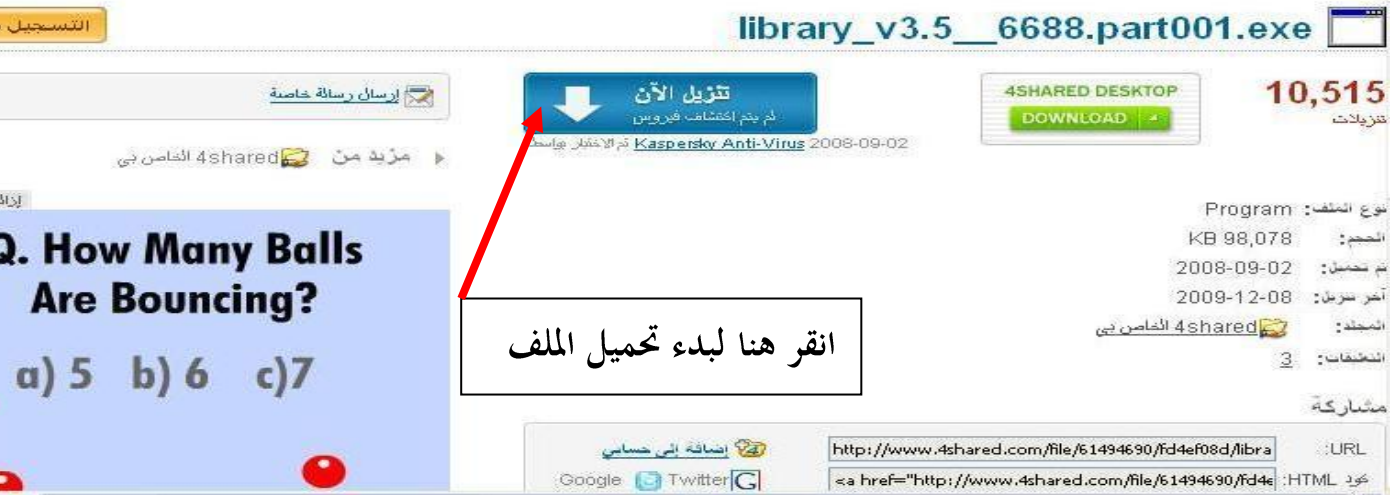 library_v3.5__6688.part001.exe
التسجيل
10,515
تنزيلات
4SHARED DESKTOP
DOWNLOAD
تنزيل الآن
لم يتم اكتشاف فيروس
تم الاختبار بواسطة Kaspersky Anti-Virus 2008-09-02
إرسال رسالة خاصة
مزيد من 4shared الخاص بي
نوع الملف: Program
الحجم: KB 98,078
تم تحميل: 2008-09-02
آخر تنزيل: 2009-12-08
المجلد: 4shared الخاص بي
التعليقات: 3
Q. How Many Balls
Are Bouncing?
a) 5 b) 6 c)7
انقر هنا لبدء تحميل الملف
مشاركة
URL: http://www.4shared.com/file/61494690/fd4ef08d/libra
إضافة إلى حسابي
كود HTML: <a href="http://www.4shared.com/file/61494690/fd4e
Google Twitter